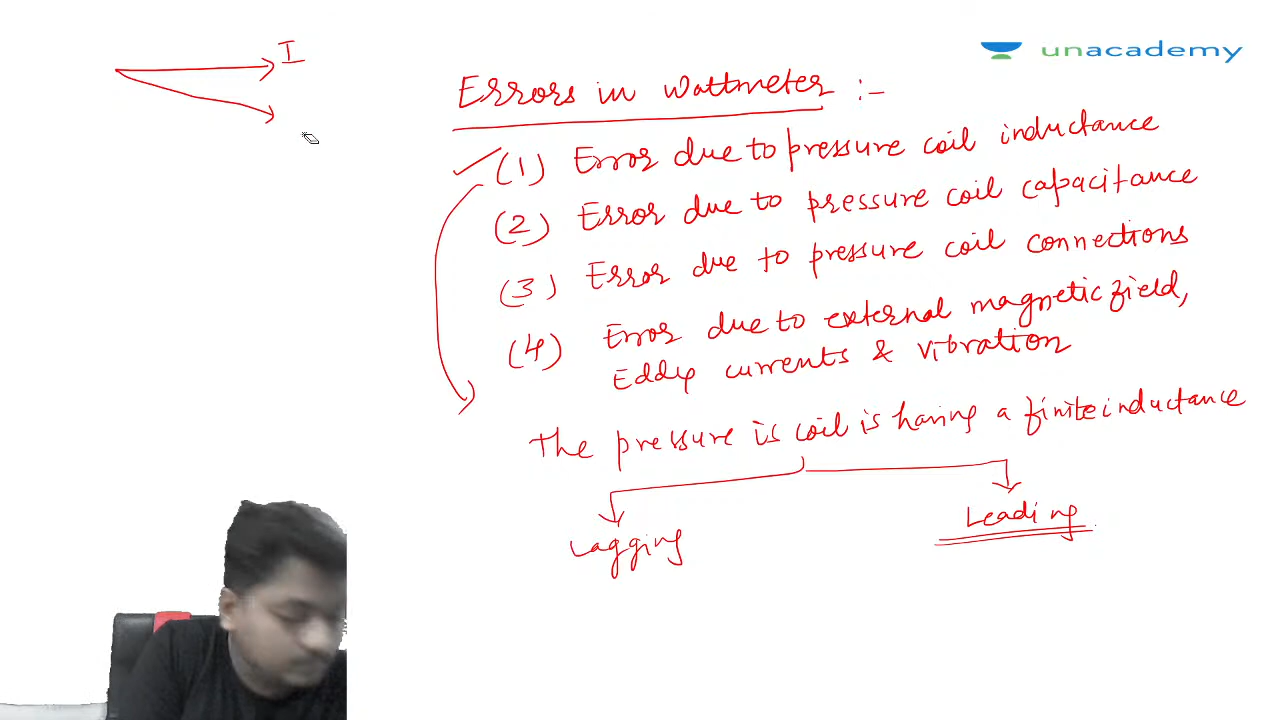 I
unacademy
Errors in Wattmeter :-
(1) Error due to pressure coil inductance
(2) Error due to pressure coil capacitance
(3) Error due to pressure coil connections
(4) Error due to external magnetic field,
Eddy currents & vibration
The pressure is coil is having a finite inductance
Lagging
Leading